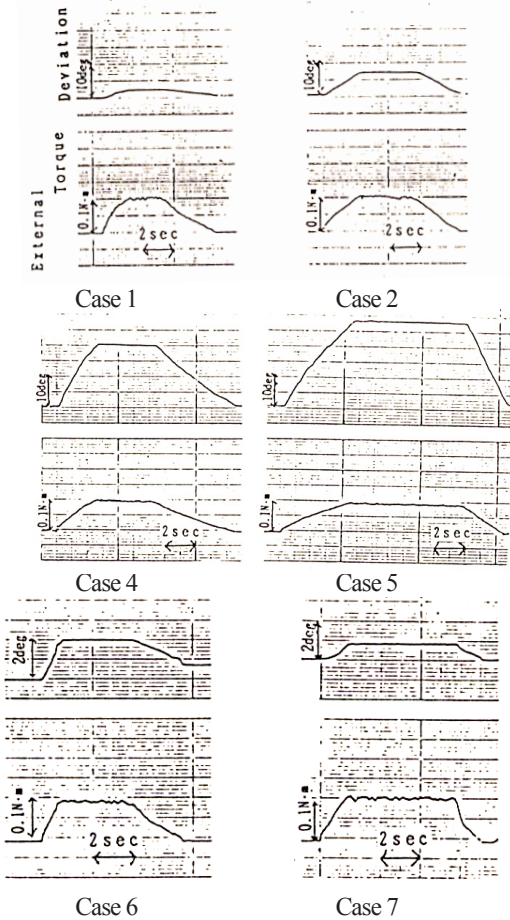 Deviation
10deg
10deg
External
Torque
0.1N·m
2sec
0.1N·m
2sec
Case 1
Case 2
10deg
10deg
0.1N·m
2sec
0.1N·m
2sec
Case 4
Case 5
2deg
2deg
0.1N·m
2sec
0.1N·m
2sec
Case 6
Case 7